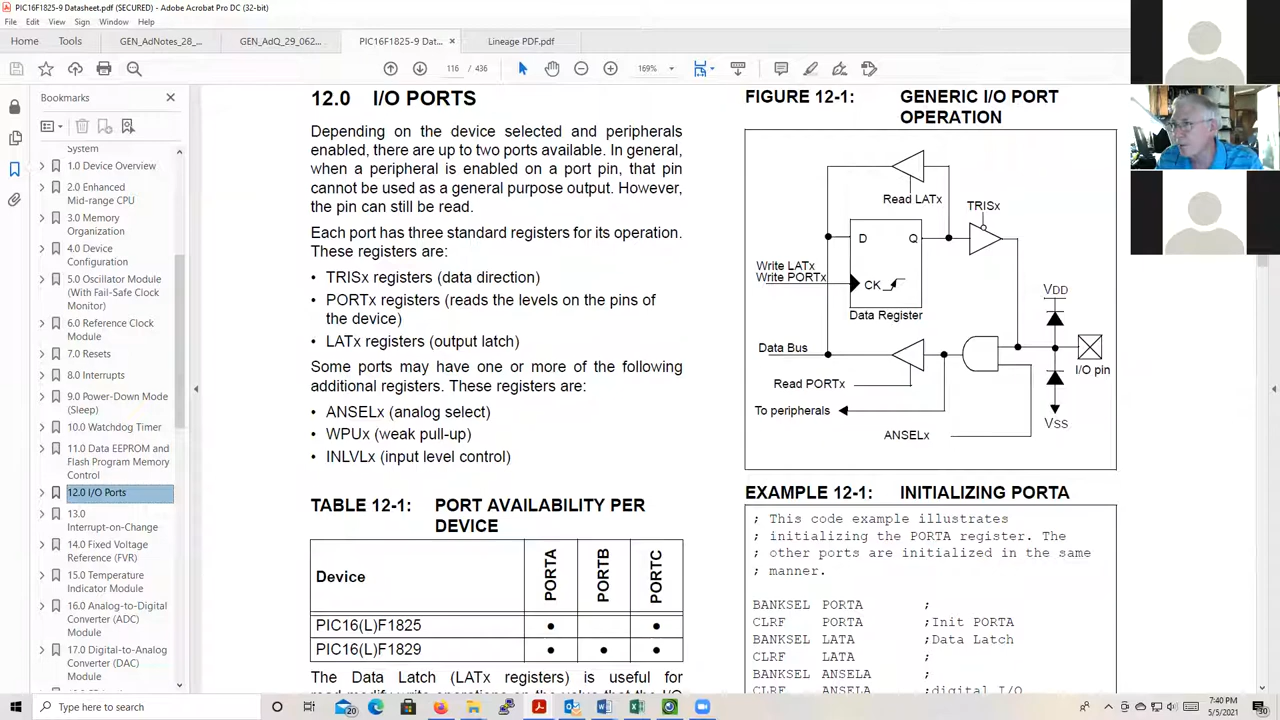 PIC16F1825-9 Datasheet.pdf (SECURED) - Adobe Acrobat Pro DC (32-bit)
File Edit View Sign Window Help
Home Tools GEN_AdNotes_28_... GEN_AdQ_29_062... PIC16F1825-9 Dat... × Lineage PDF.pdf
116 / 436 169%
Bookmarks
System
1.0 Device Overview
2.0 Enhanced
Mid-range CPU
3.0 Memory
Organization
4.0 Device
Configuration
5.0 Oscillator Module
(With Fail-Safe Clock
Monitor)
6.0 Reference Clock
Module
7.0 Resets
8.0 Interrupts
9.0 Power-Down Mode
(Sleep)
10.0 Watchdog Timer
11.0 Data EEPROM and
Flash Program Memory
Control
12.0 I/O Ports
13.0
Interrupt-on-Change
14.0 Fixed Voltage
Reference (FVR)
15.0 Temperature
Indicator Module
16.0 Analog-to-Digital
Converter (ADC)
Module
17.0 Digital-to-Analog
Converter (DAC)
Module
12.0 I/O PORTS
Depending on the device selected and peripherals
enabled, there are up to two ports available. In general,
when a peripheral is enabled on a port pin, that pin
cannot be used as a general purpose output. However,
the pin can still be read.
Each port has three standard registers for its operation.
These registers are:
• TRISx registers (data direction)
• PORTx registers (reads the levels on the pins of
the device)
• LATx registers (output latch)
Some ports may have one or more of the following
additional registers. These registers are:
• ANSELx (analog select)
• WPUx (weak pull-up)
• INLVLx (input level control)
TABLE 12-1: PORT AVAILABILITY PER
DEVICE
Device PORTA PORTB PORTC
PIC16(L)F1825 • •
PIC16(L)F1829 • • •
The Data Latch (LATx registers) is useful for
FIGURE 12-1: GENERIC I/O PORT
OPERATION
Read LATx
TRISx
D Q
Write LATx
Write PORTx
CK
Data Register
VDD
Data Bus
I/O pin
Read PORTx
To peripherals
VSS
ANSELx
EXAMPLE 12-1: INITIALIZING PORTA
; This code example illustrates
; initializing the PORTA register. The
; other ports are initialized in the same
; manner.
BANKSEL PORTA ;
CLRF PORTA ;Init PORTA
BANKSEL LATA ;Data Latch
CLRF LATA ;
BANKSEL ANSELA ;
CLRF ANSELA ;digital I/O
Type here to search
20
7:40 PM
5/5/2021
30